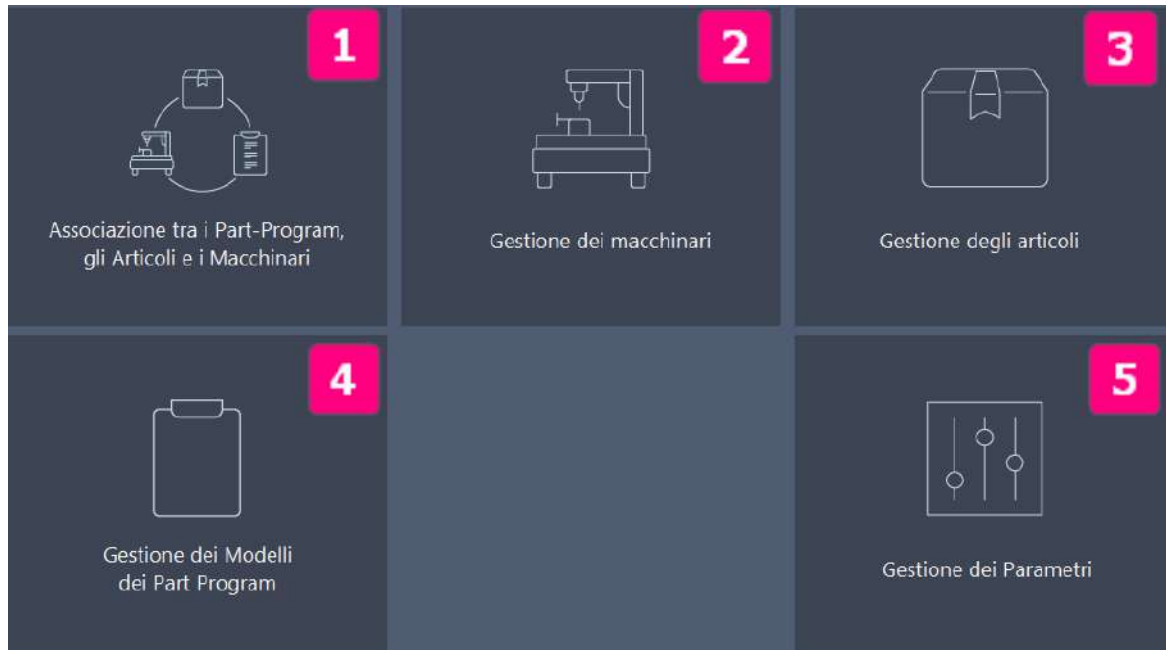 1
Associazione tra i Part-Program,
gli Articoli e i Macchinari
2
Gestione dei macchinari
3
Gestione degli articoli
4
Gestione dei Modelli
dei Part Program
5
Gestione dei Parametri